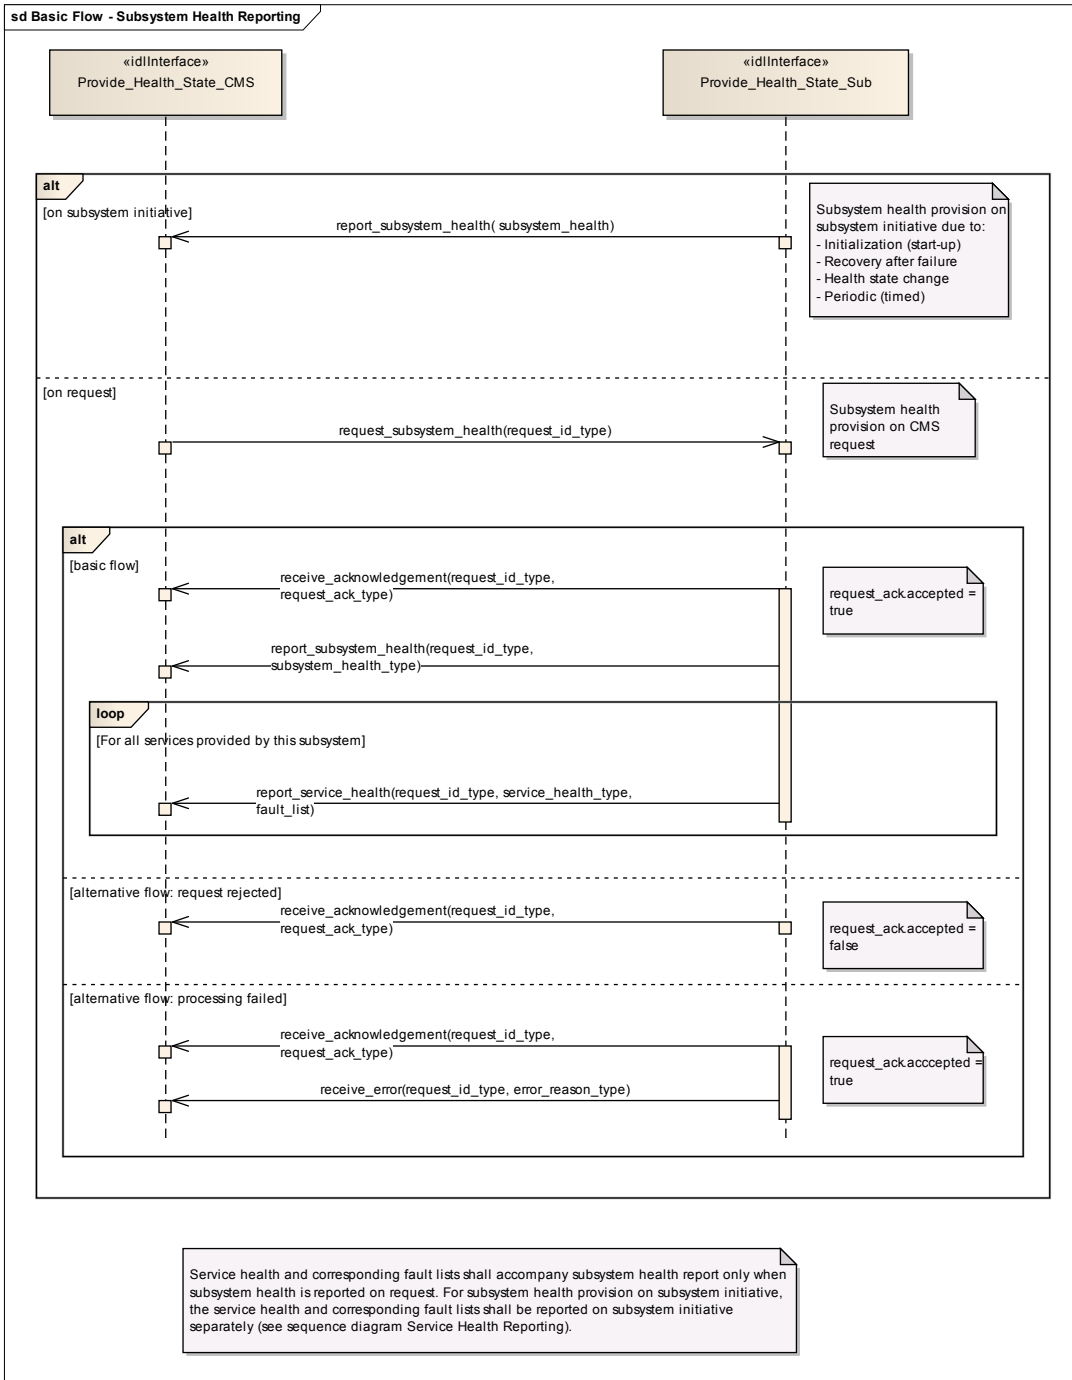 sd Basic Flow - Subsystem Health Reporting
«idlInterface»
Provide_Health_State_CMS
«idlInterface»
Provide_Health_State_Sub
alt
[on subsystem initiative]
report_subsystem_health( subsystem_health)
Subsystem health provision on
subsystem initiative due to:
- Initialization (start-up)
- Recovery after failure
- Health state change
- Periodic (timed)
[on request]
request_subsystem_health(request_id_type)
Subsystem health
provision on CMS
request
alt
[basic flow]
receive_acknowledgement(request_id_type,
request_ack_type)
request_ack.accepted =
true
report_subsystem_health(request_id_type,
subsystem_health_type)
loop
[For all services provided by this subsystem]
report_service_health(request_id_type, service_health_type,
fault_list)
[alternative flow: request rejected]
receive_acknowledgement(request_id_type,
request_ack_type)
request_ack.accepted =
false
[alternative flow: processing failed]
receive_acknowledgement(request_id_type,
request_ack_type)
request_ack.acccepted =
true
receive_error(request_id_type, error_reason_type)
Service health and corresponding fault lists shall accompany subsystem health report only when
subsystem health is reported on request. For subsystem health provision on subsystem initiative,
the service health and corresponding fault lists shall be reported on subsystem initiative
separately (see sequence diagram Service Health Reporting).